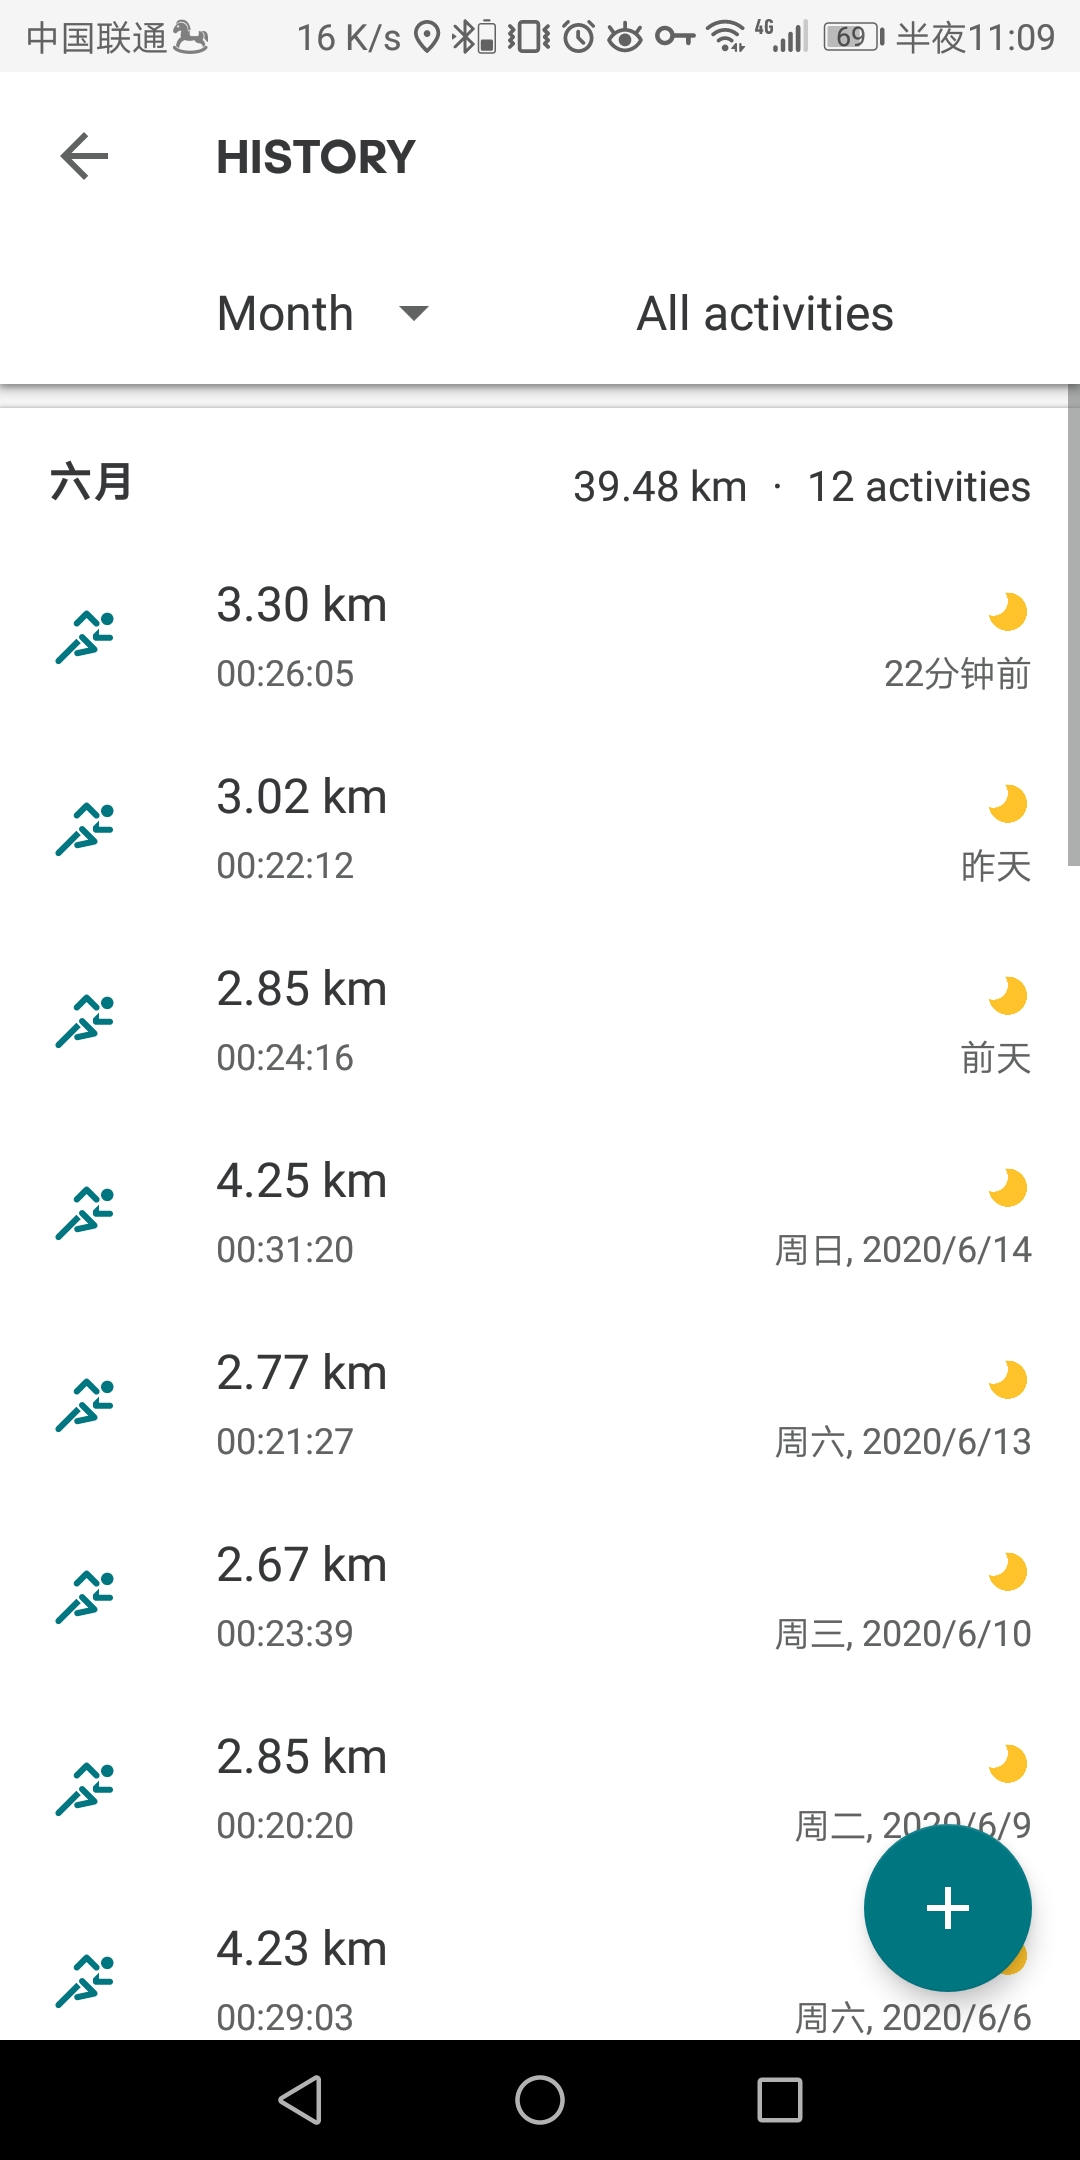 中国联通 16 K/s 4G 69 半夜11:09
HISTORY
Month All activities
六月 39.48 km · 12 activities
3.30 km
00:26:05 22分钟前
3.02 km
00:22:12 昨天
2.85 km
00:24:16 前天
4.25 km
00:31:20 周日, 2020/6/14
2.77 km
00:21:27 周六, 2020/6/13
2.67 km
00:23:39 周三, 2020/6/10
2.85 km
00:20:20 周二, 2020/6/9
4.23 km
00:29:03 周六, 2020/6/6